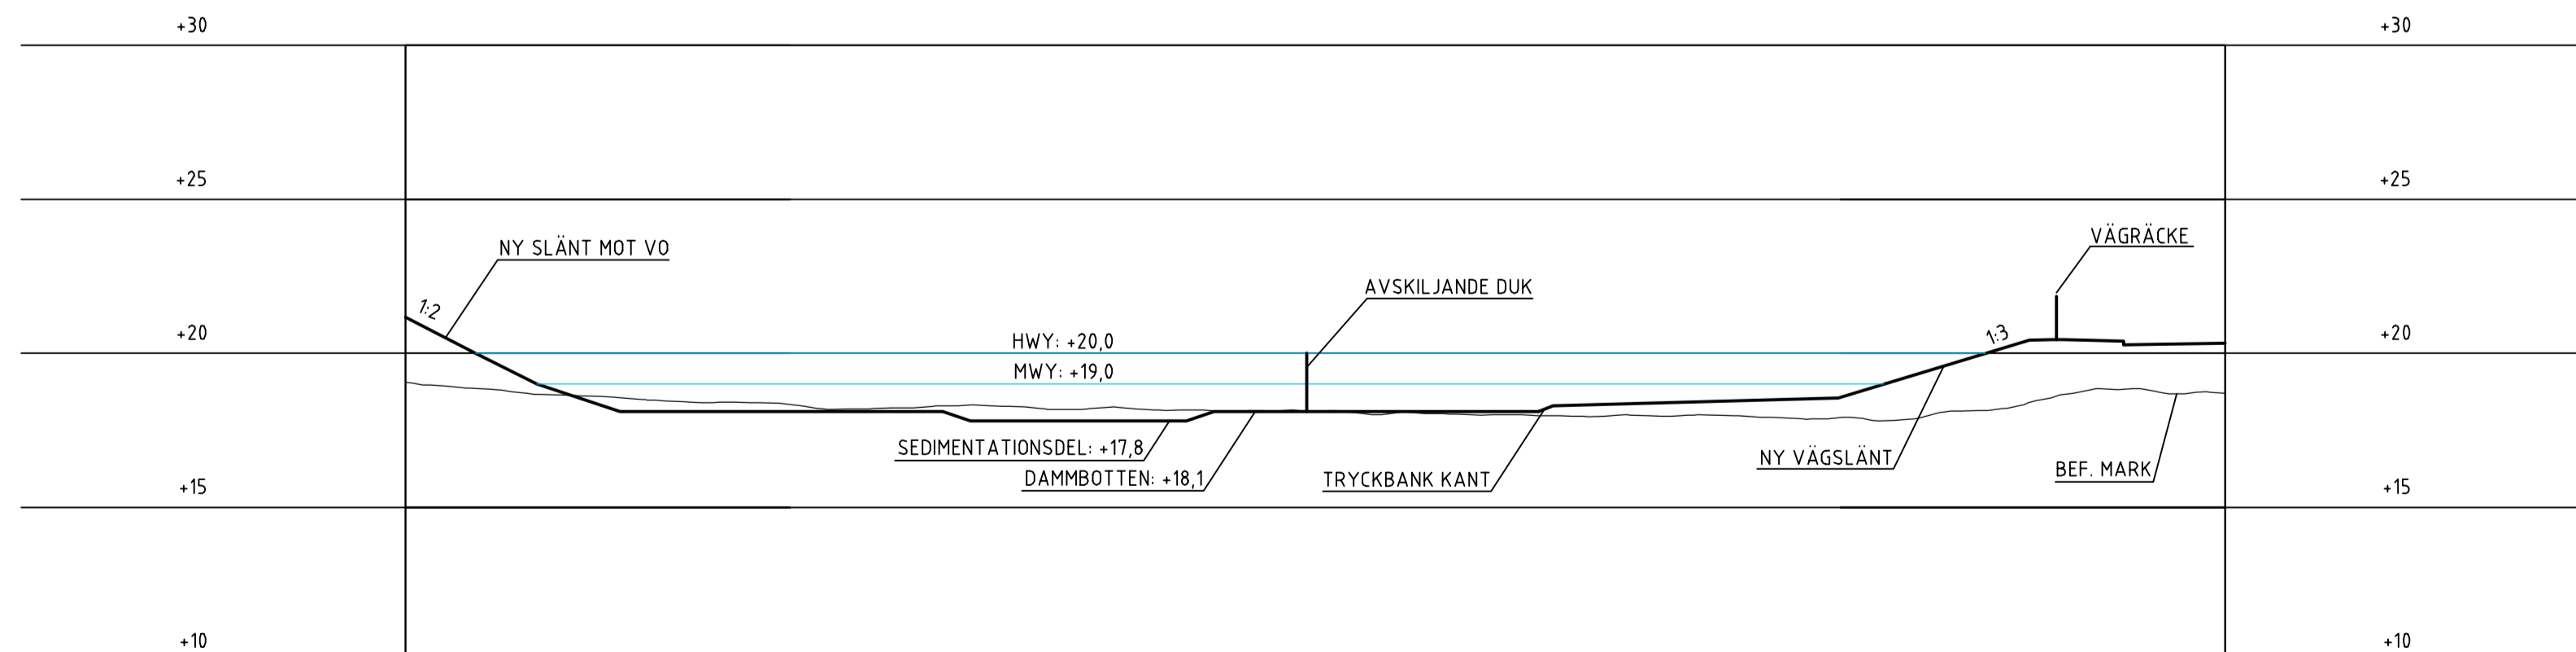 +30 +30
+25 +25
VÄGRÄCKE
NY SLÄNT MOT VO
AVSKILJANDE DUK
1:2
+20 HWY: +20,0 1:3 +20
MWY: +19,0
SEDIMENTATIONSDEL: +17,8
NY VÄGSLÄNT
BEF. MARK
DAMMBOTTEN: +18,1
TRYCKBANK KANT
+15 +15
+10 +10